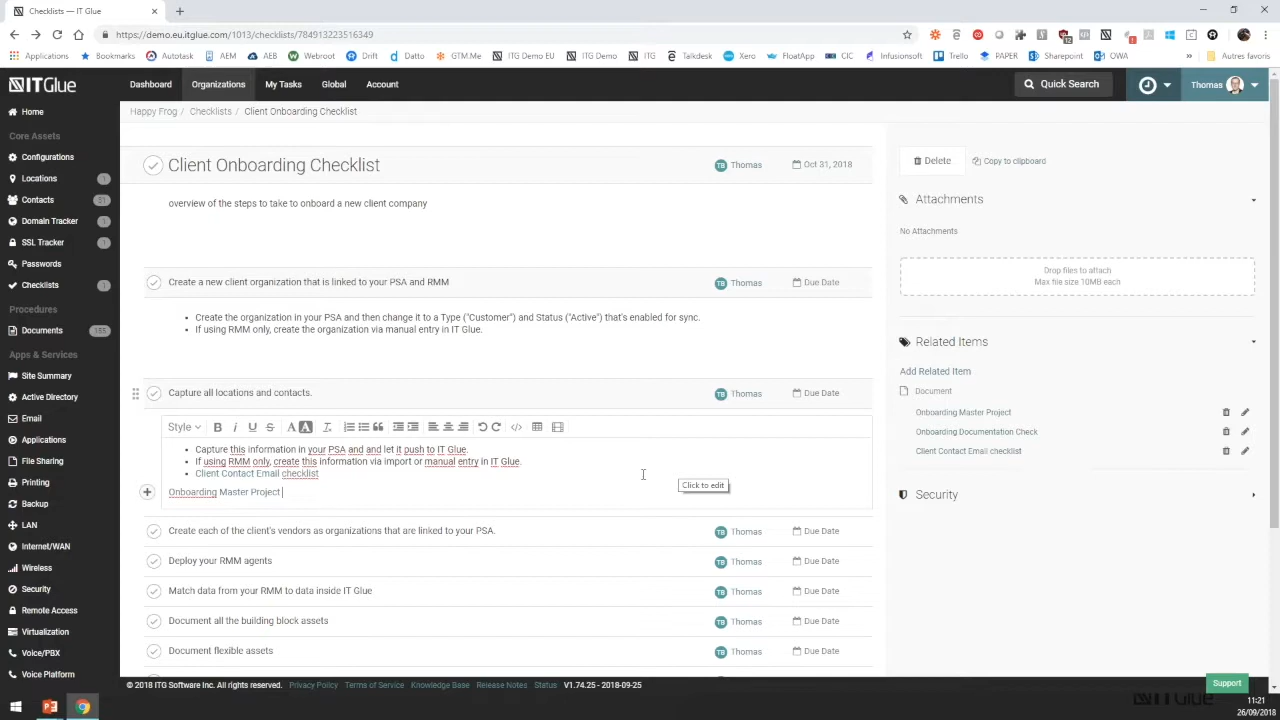 Checklists — IT Glue
https://demo.eu.itglue.com/1013/checklists/784913223516349
Applications
Bookmarks
Autotask
AEM
AEB
Webroot
Drift
Datto
GTM.Me
ITG Demo EU
ITG Demo
ITG
Talkdesk
Xero
FloatApp
CIC
Infusionsoft
Trello
PAPER
Sharepoint
OWA
»
Autres favoris
ITGlue
Dashboard
Organizations
My Tasks
Global
Account
Quick Search
Thomas
Home
Core Assets
Configurations
Locations 1
Contacts 31
Domain Tracker 1
SSL Tracker 1
Passwords
Checklists 1
Procedures
Documents 185
Apps & Services
Site Summary
Active Directory
Email
Applications
File Sharing
Printing
Backup
LAN
Internet/WAN
Wireless
Security
Remote Access
Virtualization
Voice/PBX
Voice Platform
Happy Frog / Checklists / Client Onboarding Checklist
Client Onboarding Checklist
TB Thomas
Oct 31, 2018
overview of the steps to take to onboard a new client company
Create a new client organization that is linked to your PSA and RMM
TB Thomas
Due Date
Create the organization in your PSA and then change it to a Type ("Customer") and Status ("Active") that's enabled for sync.
If using RMM only, create the organization via manual entry in IT Glue.
Capture all locations and contacts.
TB Thomas
Due Date
Style B i U S A A
Capture this information in your PSA and and let it push to IT Glue.
If using RMM only, create this information via import or manual entry in IT Glue.
Client Contact Email checklist
Onboarding Master Project
Click to edit
Create each of the client's vendors as organizations that are linked to your PSA.
TB Thomas
Due Date
Deploy your RMM agents
TB Thomas
Due Date
Match data from your RMM to data inside IT Glue
TB Thomas
Due Date
Document all the building block assets
TB Thomas
Due Date
Document flexible assets
TB Thomas
Due Date
Delete
Copy to clipboard
Attachments
No Attachments
Drop files to attach
Max file size 10MB each
Related Items
Add Related Item
Document
Onboarding Master Project
Onboarding Documentation Check
Client Contact Email checklist
Security
© 2018 ITG Software Inc. All rights reserved. Privacy Policy Terms of Service Knowledge Base Release Notes Status V1.74.25 - 2018-09-25
Support
ITGlue
11:21
26/09/2018